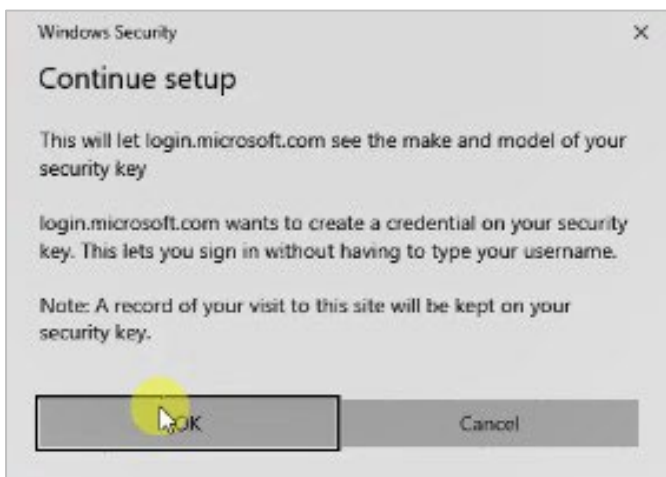 Windows Security
Continue setup
This will let login.microsoft.com see the make and model of your
security key
login.microsoft.com wants to create a credential on your security
key. This lets you sign in without having to type your username.
Note: A record of your visit to this site will be kept on your
security key.
OK
Cancel